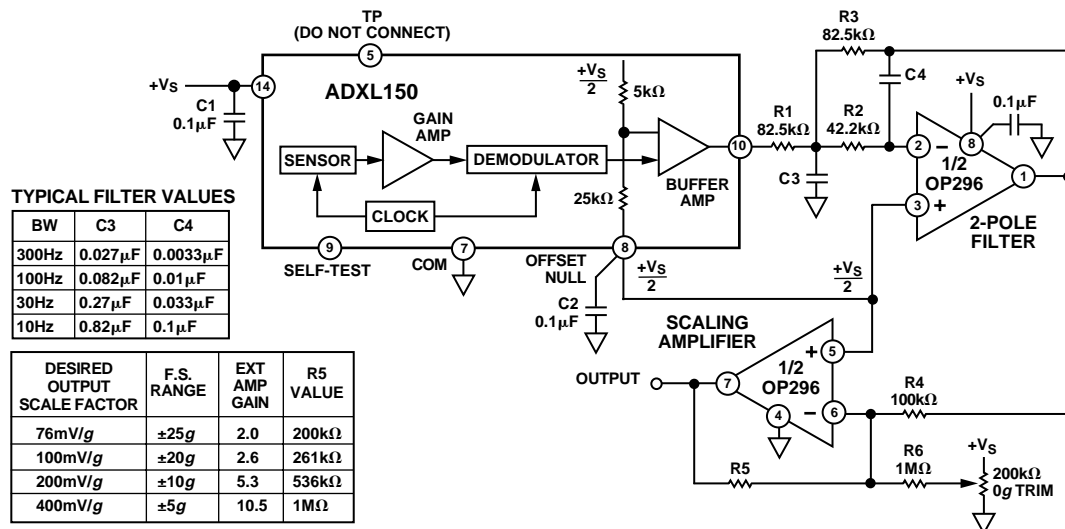 TP
(DO NOT CONNECT)
5
+VS
14
C1
0.1μF
ADXL150
+VS
2
5kΩ
GAIN
AMP
SENSOR
DEMODULATOR
CLOCK
25kΩ
BUFFER
AMP
10
9
SELF-TEST
7
COM
8
OFFSET
NULL
+VS
2
C2
0.1μF
R3
82.5kΩ
C4
R1
82.5kΩ
R2
42.2kΩ
C3
+VS
0.1μF
2
–
8
1/2
OP296
1
3
+
2-POLE
FILTER
+VS
2
SCALING
AMPLIFIER
+
5
1/2
OP296
OUTPUT
7
4
–
6
R4
100kΩ
R5
R6
1MΩ
+VS
200kΩ
0g TRIM
TYPICAL FILTER VALUES
BW C3 C4
300Hz 0.027μF 0.0033μF
100Hz 0.082μF 0.01μF
30Hz 0.27μF 0.033μF
10Hz 0.82μF 0.1μF
DESIRED
OUTPUT
SCALE FACTOR
F.S.
RANGE
EXT
AMP
GAIN
R5
VALUE
76mV/g ±25g 2.0 200kΩ
100mV/g ±20g 2.6 261kΩ
200mV/g ±10g 5.3 536kΩ
400mV/g ±5g 10.5 1MΩ